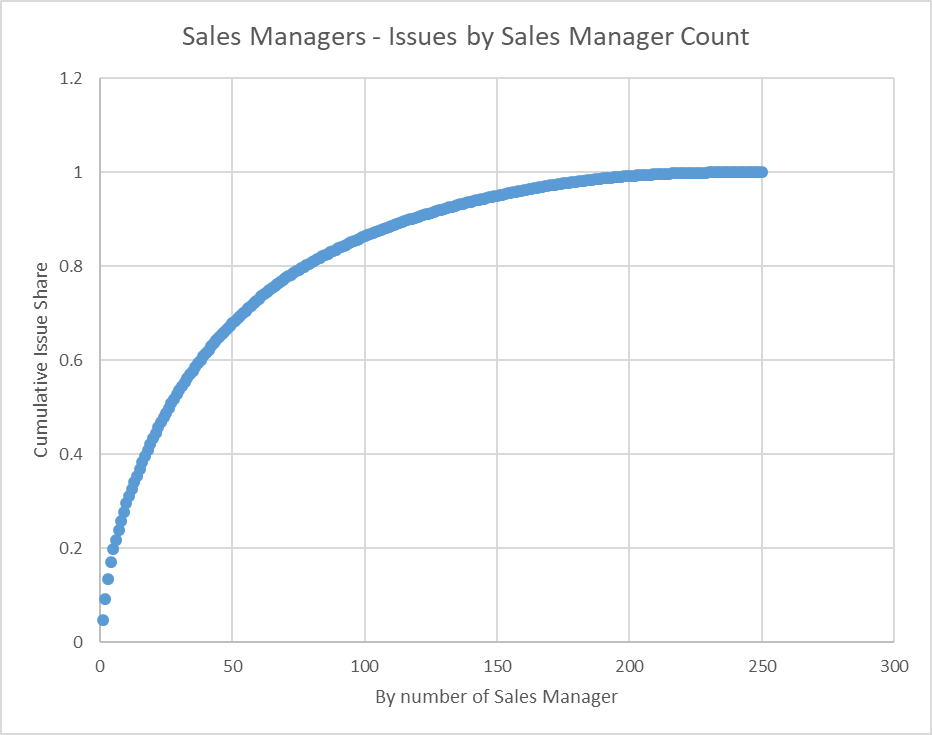 Sales Managers - Issues by Sales Manager Count
1.2
1
0.8
0.6
0.4
0.2
0
Cumulative Issue Share
0 50 100 150 200 250 300
By number of Sales Manager